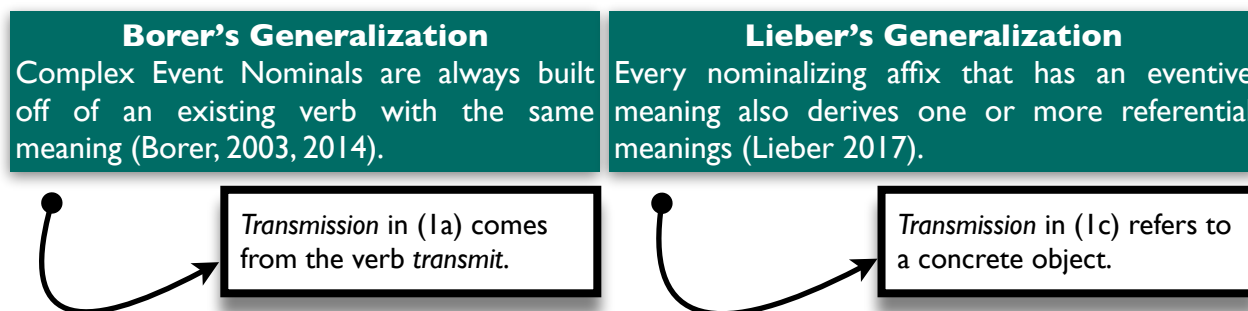 Borer's Generalization
Complex Event Nominals are always built
off of an existing verb with the same
meaning (Borer, 2003, 2014).
Transmission in (1a) comes
from the verb transmit.
Lieber's Generalization
Every nominalizing affix that has an eventive
meaning also derives one or more referential
meanings (Lieber 2017).
Transmission in (1c) refers to
a concrete object.